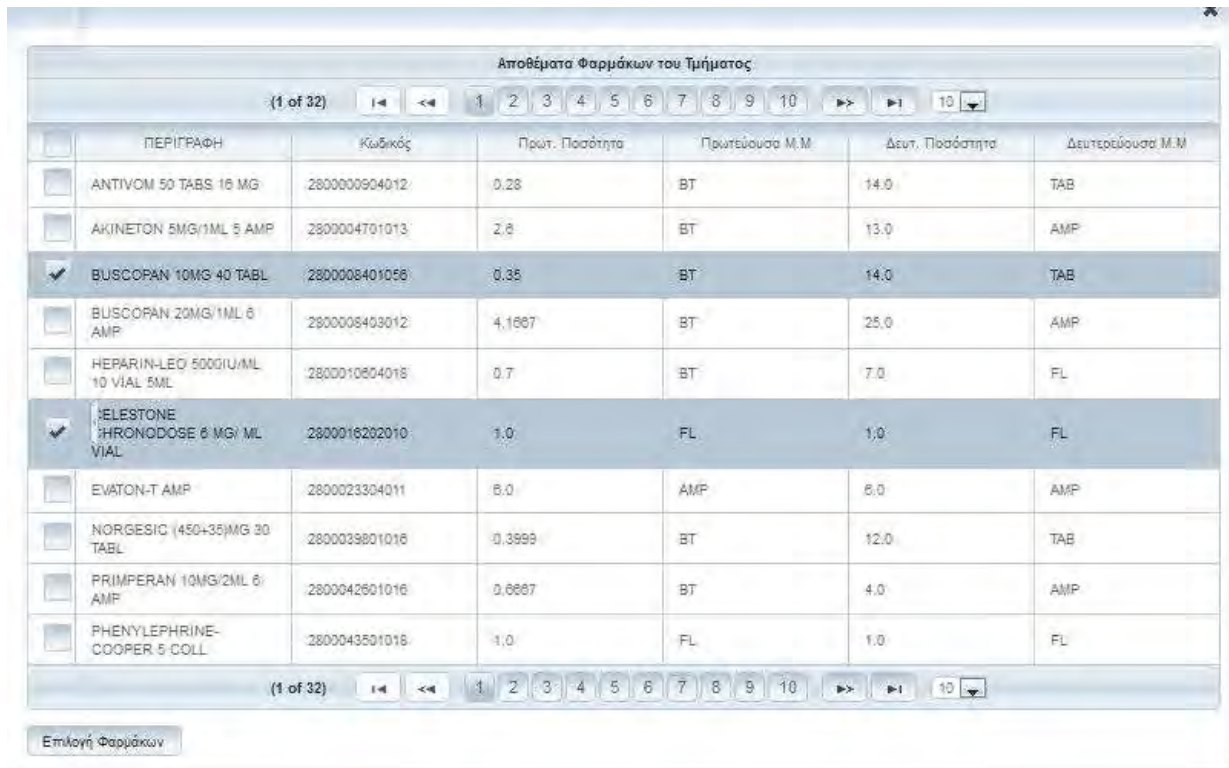 Αποθέματα Φαρμάκων του Τμήματος
(1 of 32) 1 2 3 4 5 6 7 8 9 10 10
ΠΕΡΙΓΡΑΦΗ Κωδικός Πρωτ. Ποσότητα Πρωτεύουσα Μ.Μ Δευτ. Ποσόστητα Δευτερεύουσα Μ.Μ
ANTIVOM 50 TABS 16 MG 2800000904012 0.28 BT 14.0 TAB
AKINETON 5MG/1ML 5 AMP 2800004701013 2.6 BT 13.0 AMP
BUSCOPAN 10MG 40 TABL 2800008401056 0.35 BT 14.0 TAB
BUSCOPAN 20MG/1ML 6
AMP 2800008403012 4.1667 BT 25.0 AMP
HEPARIN-LEO 5000IU/ML
10 VIAL 5ML 2800010604018 0.7 BT 7.0 FL
CELESTONE
CHRONODOSE 6 MG/ ML
VIAL 2800016202010 1.0 FL 1.0 FL
EVATON-T AMP 2800023304011 6.0 AMP 6.0 AMP
NORGESIC (450+35)MG 30
TABL 2800039801016 0.3999 BT 12.0 TAB
PRIMPERAN 10MG/2ML 6
AMP 2800042601016 0.6667 BT 4.0 AMP
PHENYLEPHRINE-
COOPER 5 COLL 2800043501018 1.0 FL 1.0 FL
(1 of 32) 1 2 3 4 5 6 7 8 9 10 10
Επιλογή Φαρμάκων